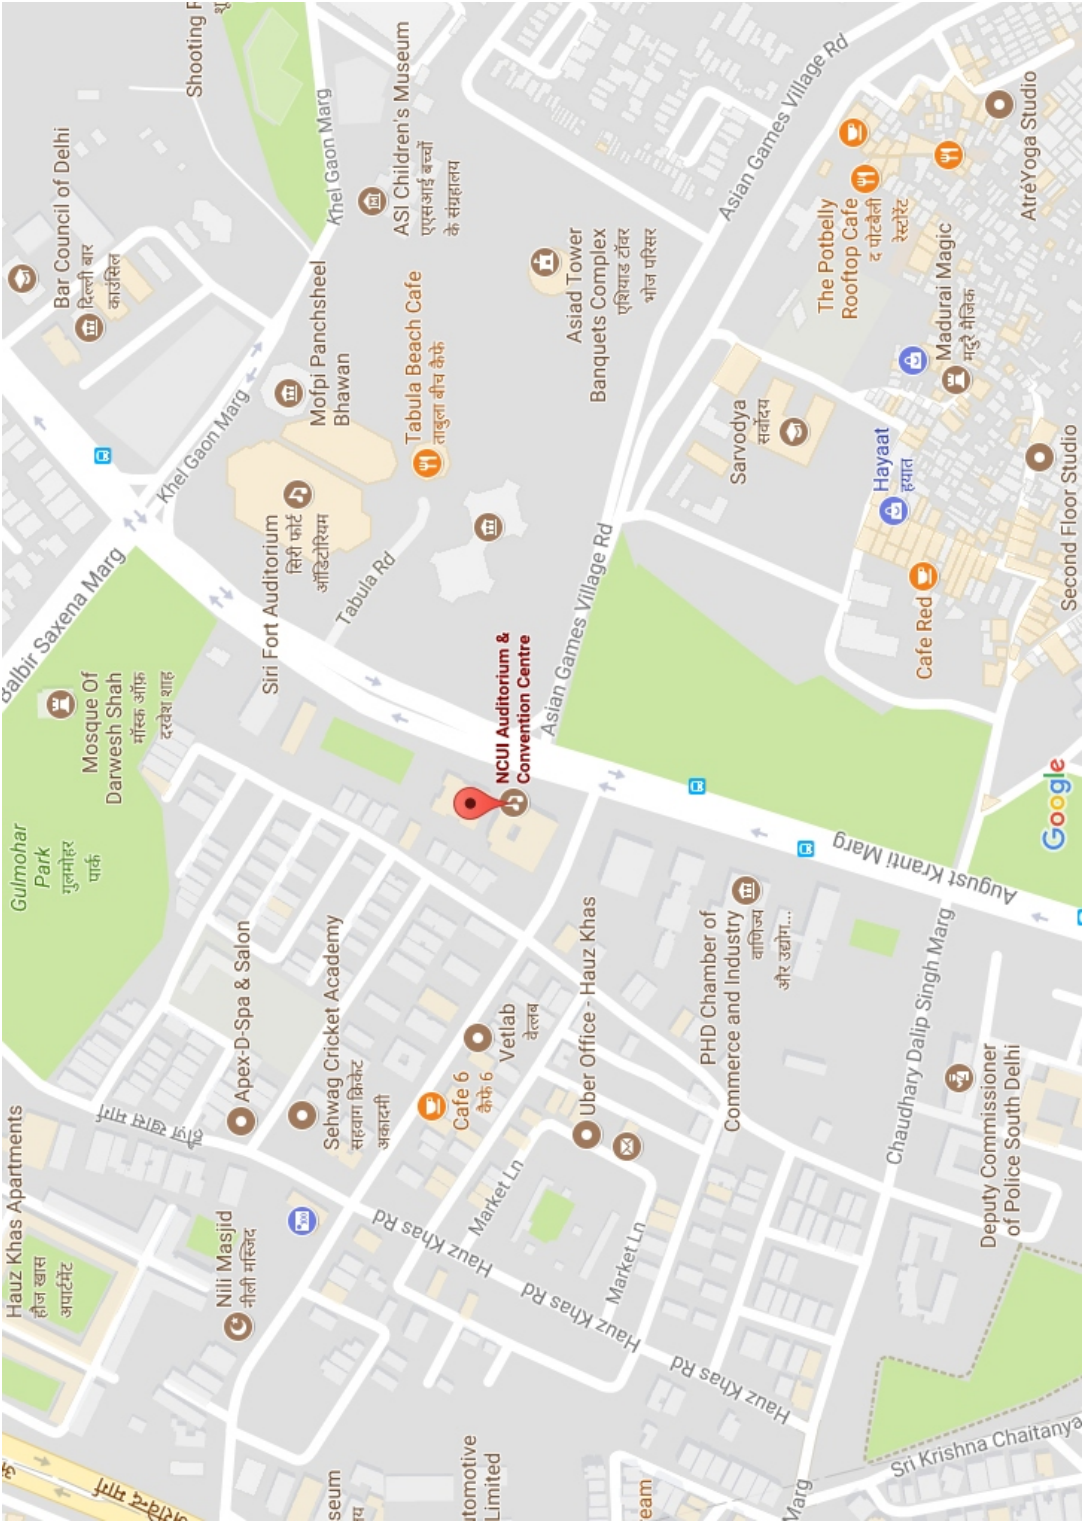 Hauz Khas Apartments
हौज़ खास
अपार्टमेंट
Gulmohar
Park
गुलमोहर
पार्क
Mosque Of
Darwesh Shah
मॉस्क ऑफ़
दरवेश शाह
Balbir Saxena Marg
Bar Council of Delhi
दिल्ली बार
काउंसिल
Shooting
हौज़ खास मार्ग
Apex-D-Spa & Salon
Nili Masjid
नीली मस्जिद
Sehwag Cricket Academy
सहवाग क्रिकेट
अकादमी
Siri Fort Auditorium
सिरी फोर्ट
ऑडिटोरियम
Khel Gaon Marg
Khel Gaon Marg
Mofpi Panchsheel
Bhawan
ASI Children's Museum
एएसआई बच्चों
के संग्रहालय
Tabula Rd
Tabula Beach Cafe
ताबुला बीच कैफे
अरविन्द मार्ग
Hauz Khas Rd
Hauz Khas Rd
Hauz Khas Rd
Hauz Khas Rd
Cafe 6
कैफे 6
Market Ln
Vetlab
वेत्लब
NCUI Auditorium &
Convention Centre
Asian Games Village Rd
Asiad Tower
Banquets Complex
एशियाड टॉवर
भोज परिसर
Uber Office - Hauz Khas
Market Ln
Limited
PHD Chamber of
Commerce and Industry
वाणिज्य
और उद्योग...
Asian Games Village Rd
Sarvodya
सर्वोदय
The Potbelly
Rooftop Cafe
द पोटबैली
रेस्टोरेंट
Marg
Chaudhary Dalip Singh Marg
August Kranti Marg
Cafe Red
Hayaat
हयात
Madurai Magic
मदुरै मैजिक
AtréYoga Studio
Second Floor Studio
Deputy Commissioner
of Police South Delhi
Sri Krishna Chaitanya
Google